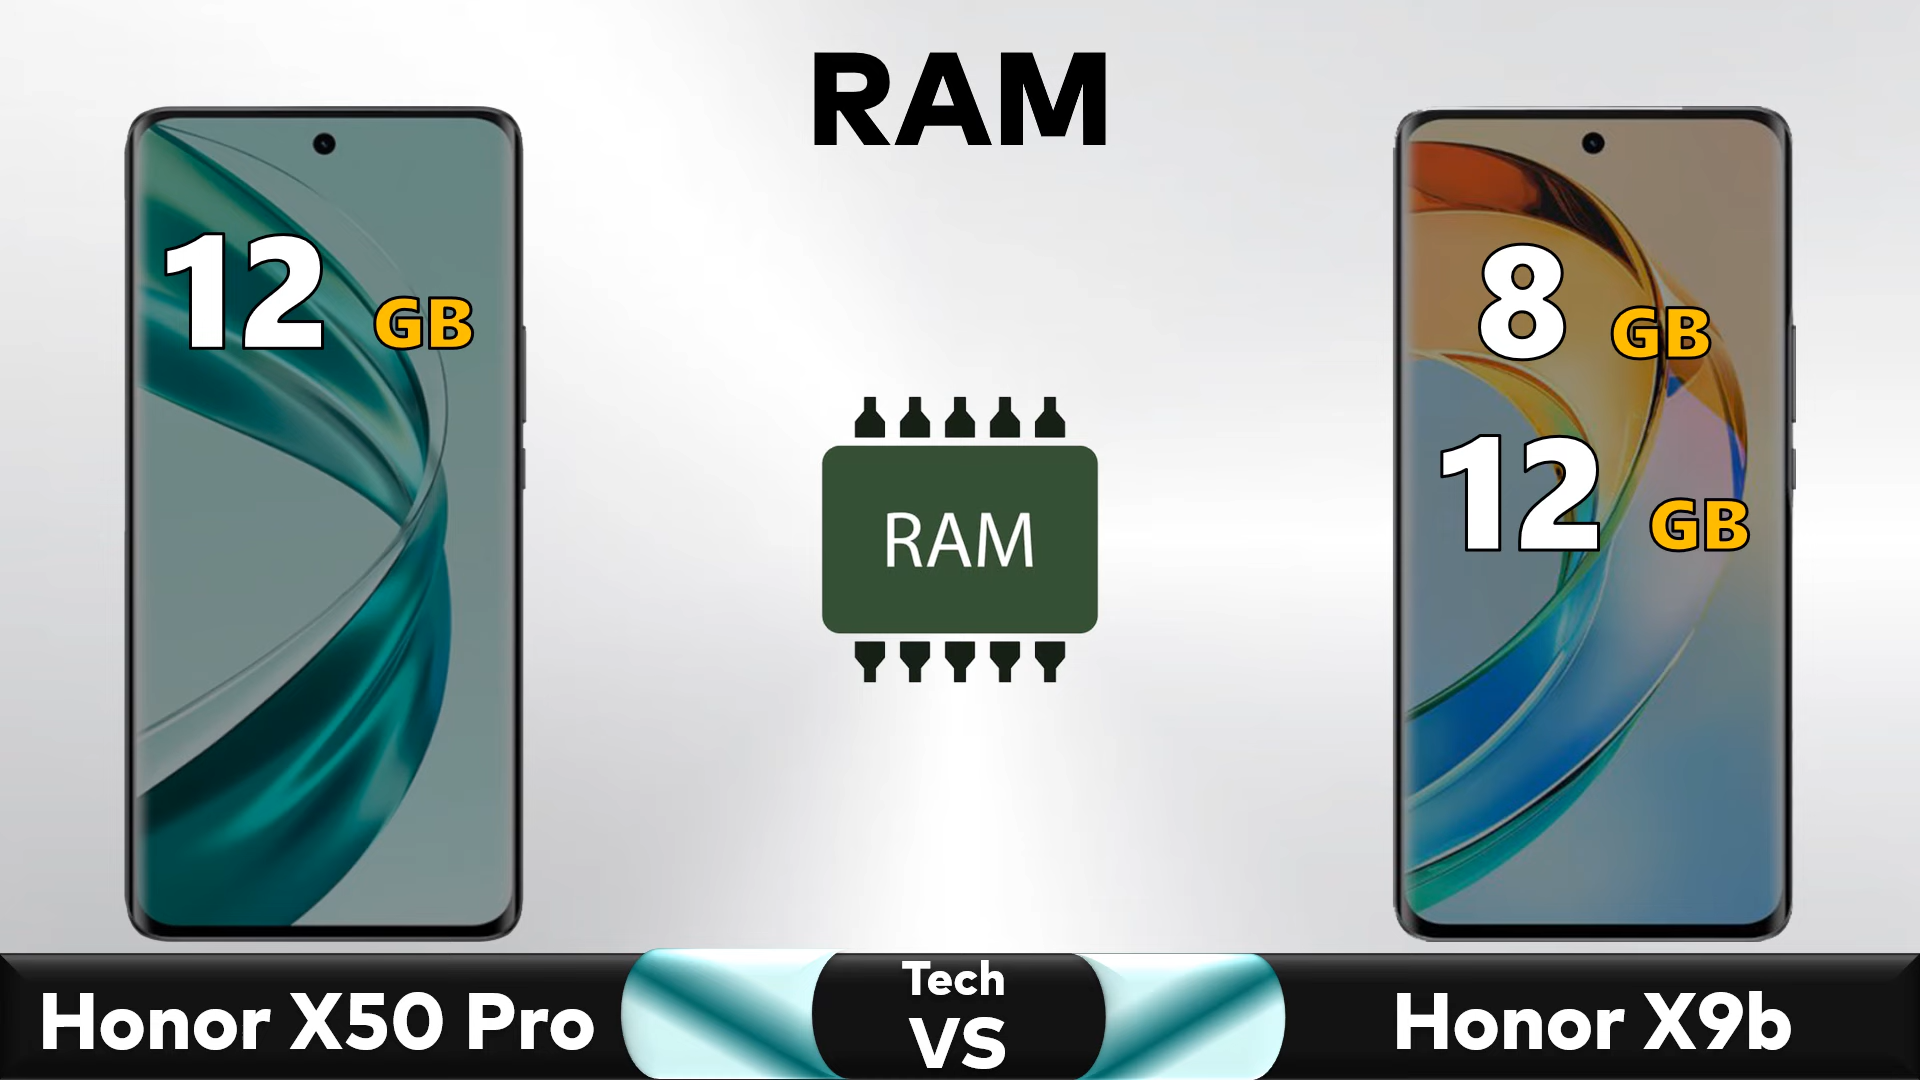 RAM
12 GB
8 GB
12 GB
RAM
Honor X50 Pro
Tech
VS
Honor X9b